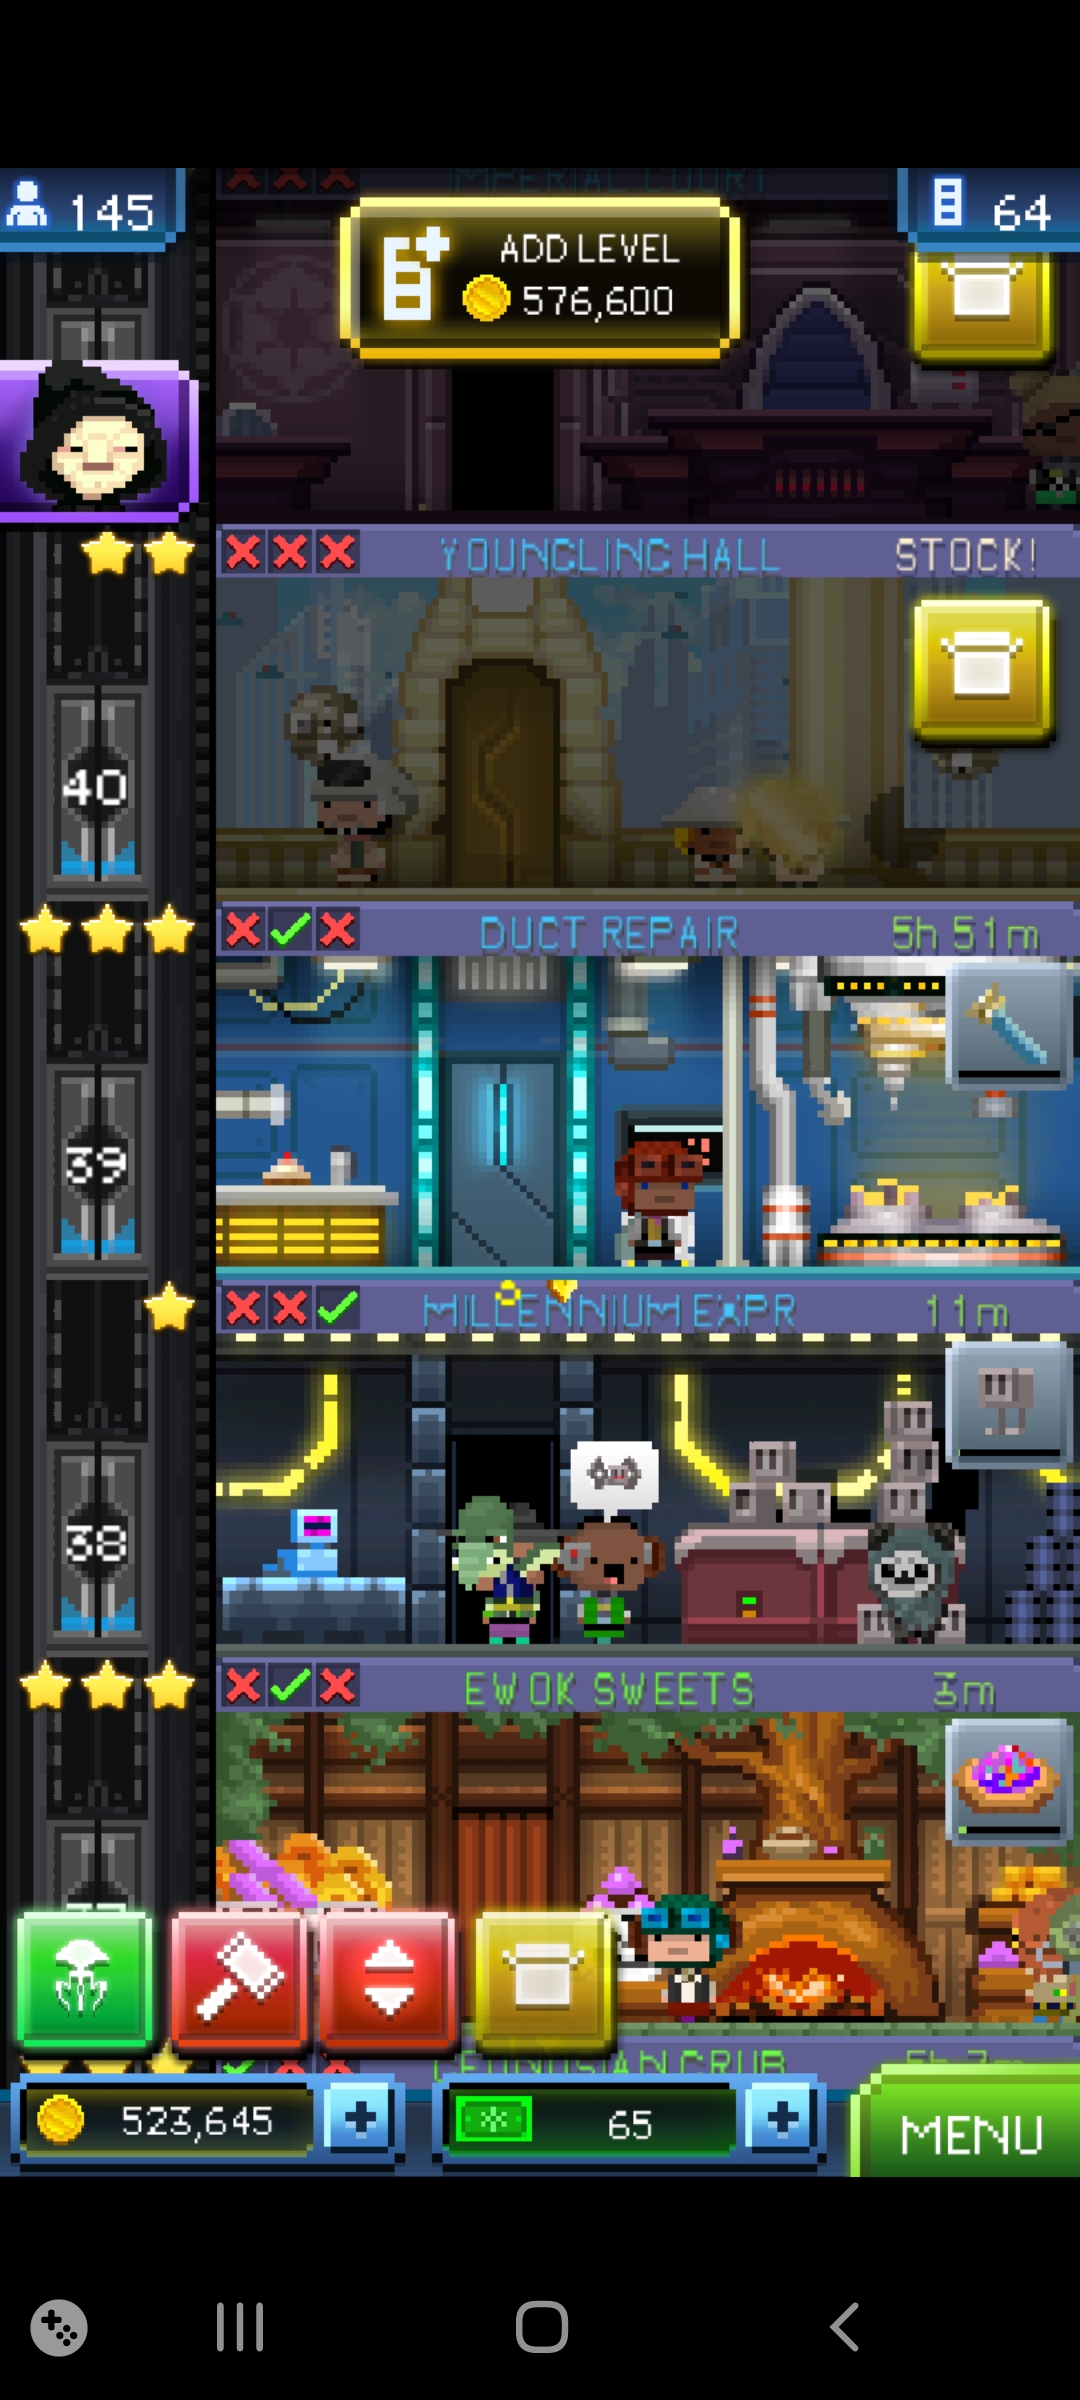 IMPERIAL COURT
145
64
ADD LEVEL
576,600
YOUNGLING HALL
STOCK!
40
DUCT REPAIR
5h 51m
39
MILLENNIUM EXPR
11m
38
EWOK SWEETS
3m
523,645
65
MENU